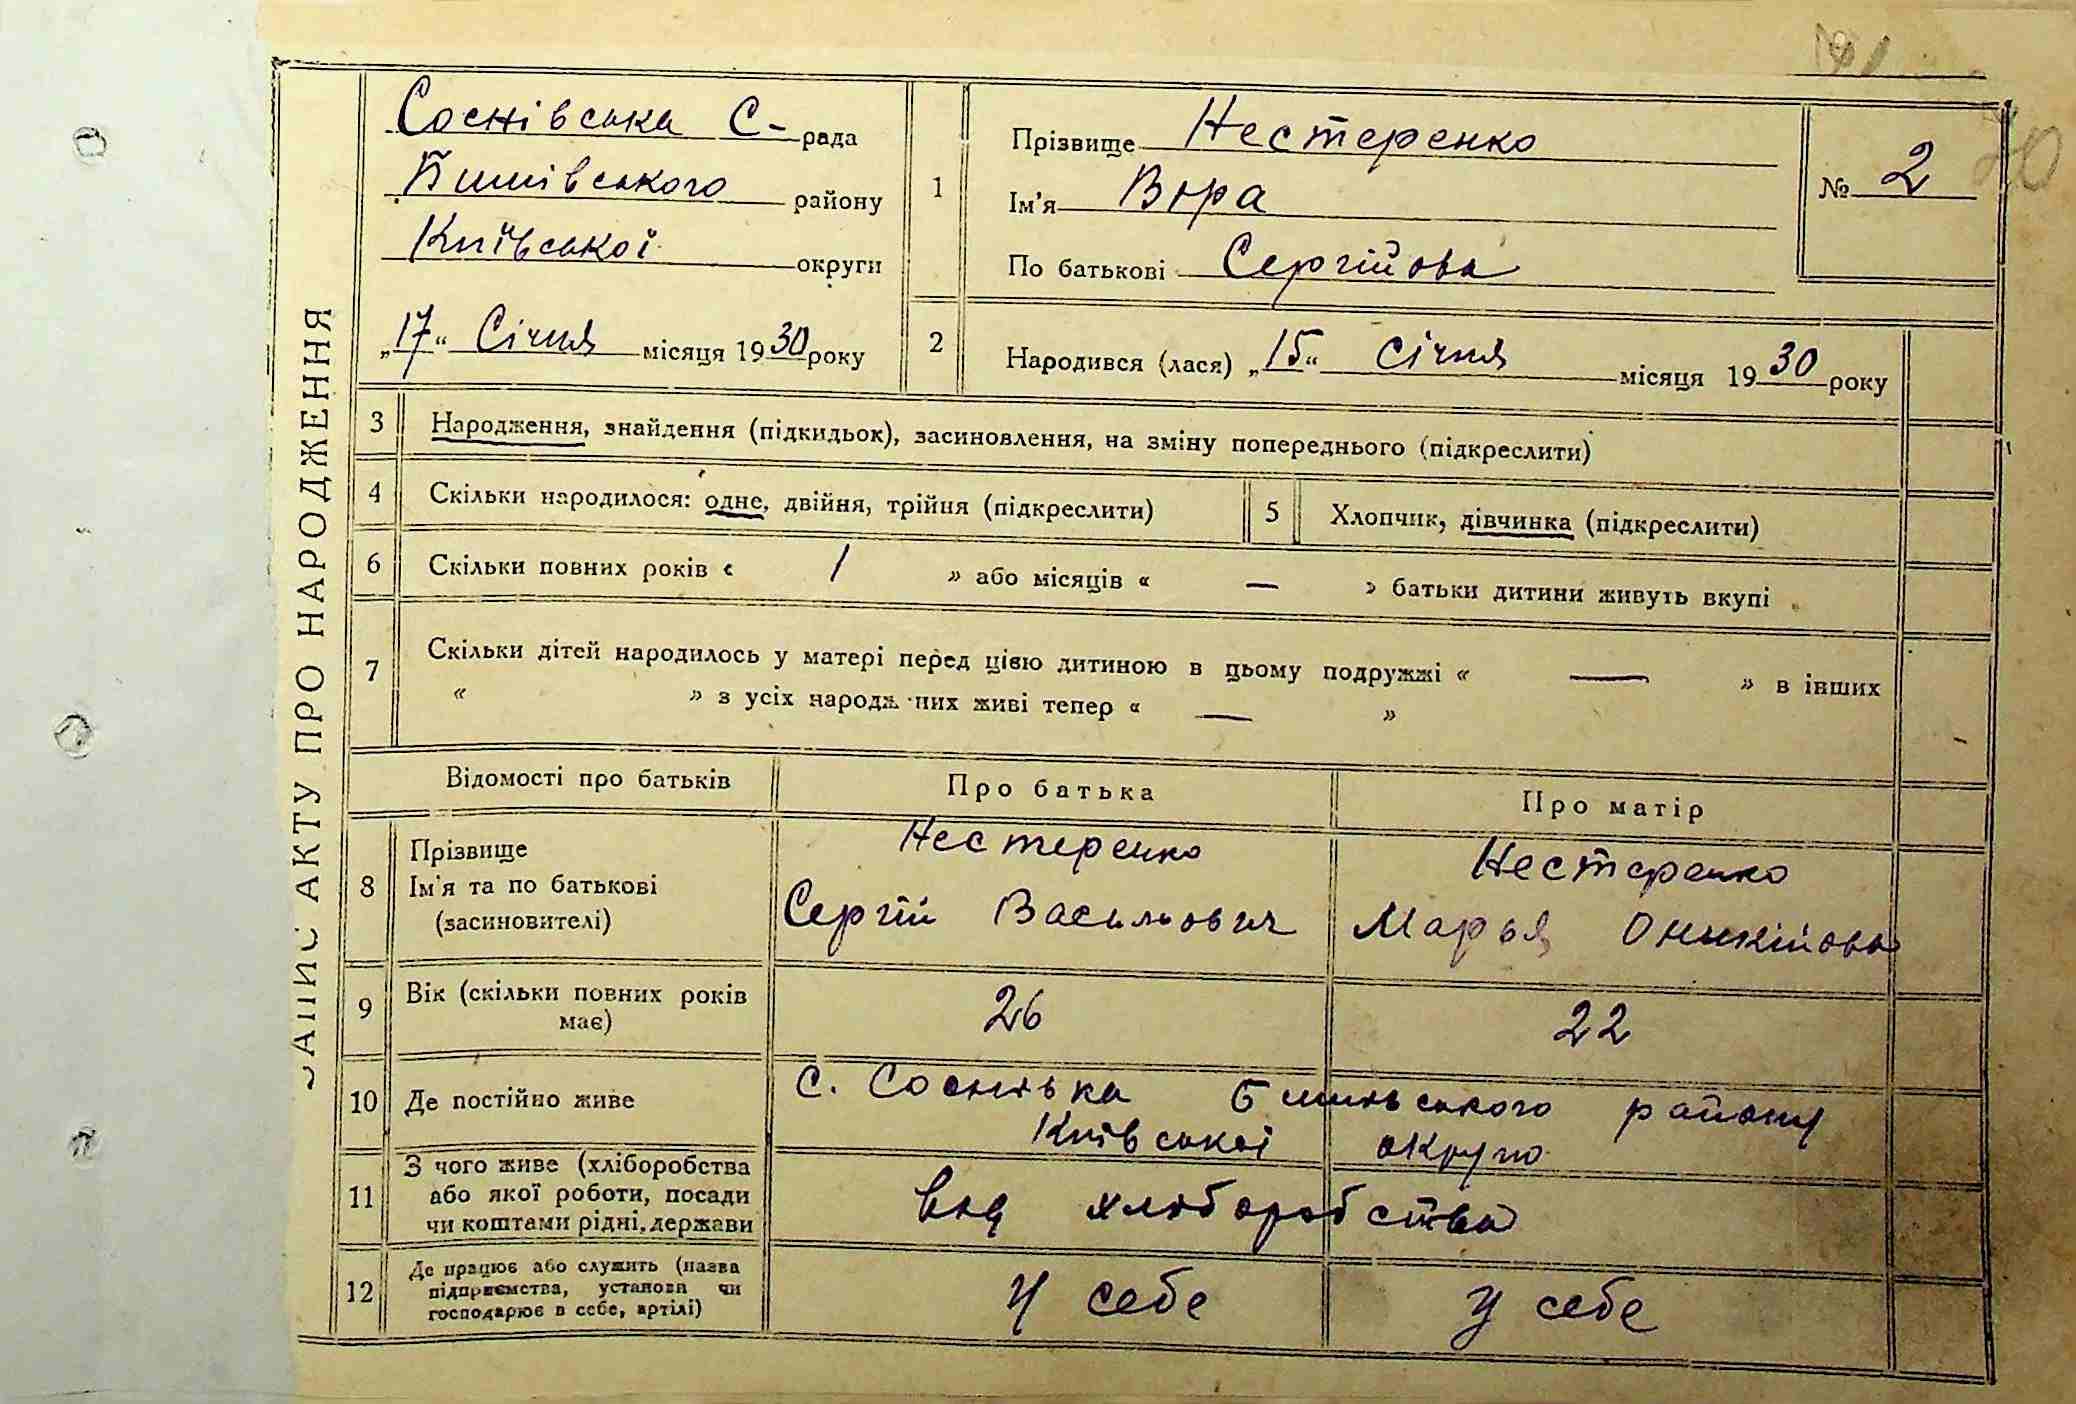 ЗАПИС АКТУ ПРО НАРОДЖЕННЯ
Соснівська С- рада
Бишівського району
Київської округи
„17“ Січня місяця 1930 року
1
Прізвище Нестеренко
Ім'я Віра
По батькові Сергійова
№ 2
20
2
Народився (лася) „15“ Січня місяця 1930 року
3 Народження, знайдення (підкидьок), засиновлення, на зміну попереднього (підкреслити)
4 Скільки народилося: одне, двійня, трійня (підкреслити)
5 Хлопчик, дівчинка (підкреслити)
6 Скільки повних років « 1 » або місяців « — » батьки дитини живуть вкупі
7 Скільки дітей народилось у матері перед цією дитиною в цьому подружжі « — » в інших
« » з усіх народж них живі тепер « — »
Відомості про батьків Про батька Про матір
8 Прізвище
Ім'я та по батькові
(засиновителі)
Нестеренко
Сергій Васильович
Нестеренко
Марья Оникійова
9 Вік (скільки повних років
має)
26 22
10 Де постійно живе
с. Соснівка Бишівського району
Київської округи
11 З чого живе (хліборобства
або якої роботи, посади
чи коштами рідні, держави
від хліборобства
12 Де працює або служить (назва
підприємства, установи чи
господарює в себе, артілі)
У себе У себе